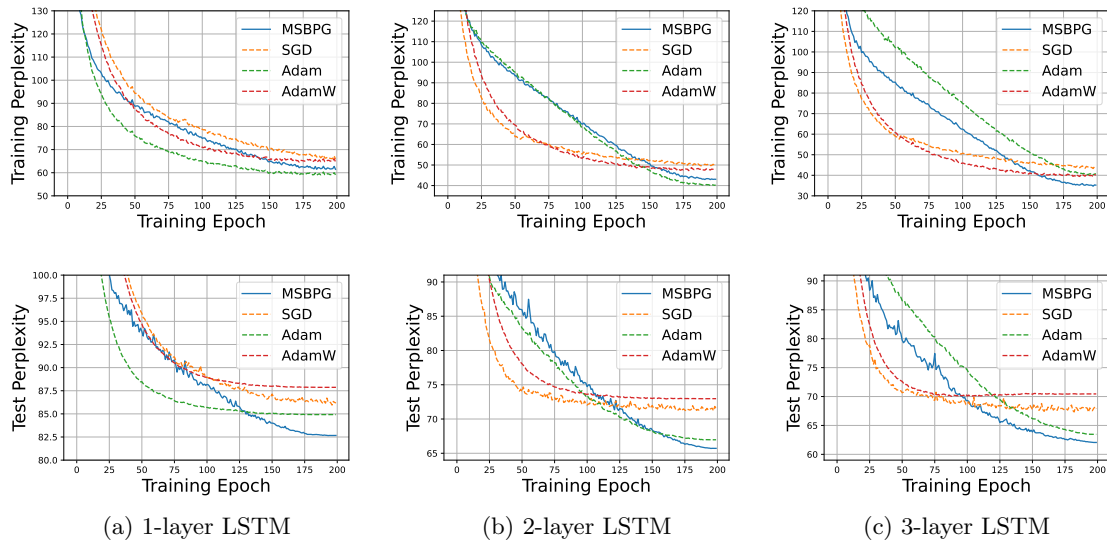 130
120
110
100
90
80
70
60
50
Training Perplexity
0 25 50 75 100 125 150 175 200
Training Epoch
MSBPG
SGD
Adam
AdamW
120
100
80
60
40
Training Perplexity
0 25 50 75 100 125 150 175 200
Training Epoch
MSBPG
SGD
Adam
AdamW
120
110
100
90
80
70
60
50
40
30
Training Perplexity
0 25 50 75 100 125 150 175 200
Training Epoch
MSBPG
SGD
Adam
AdamW
100.0
97.5
95.0
92.5
90.0
87.5
85.0
82.5
80.0
Test Perplexity
0 25 50 75 100 125 150 175 200
Training Epoch
MSBPG
SGD
Adam
AdamW
90
85
80
75
70
65
Test Perplexity
0 25 50 75 100 125 150 175 200
Training Epoch
MSBPG
SGD
Adam
AdamW
90
85
80
75
70
65
60
Test Perplexity
0 25 50 75 100 125 150 175 200
Training Epoch
MSBPG
SGD
Adam
AdamW
(a) 1-layer LSTM
(b) 2-layer LSTM
(c) 3-layer LSTM